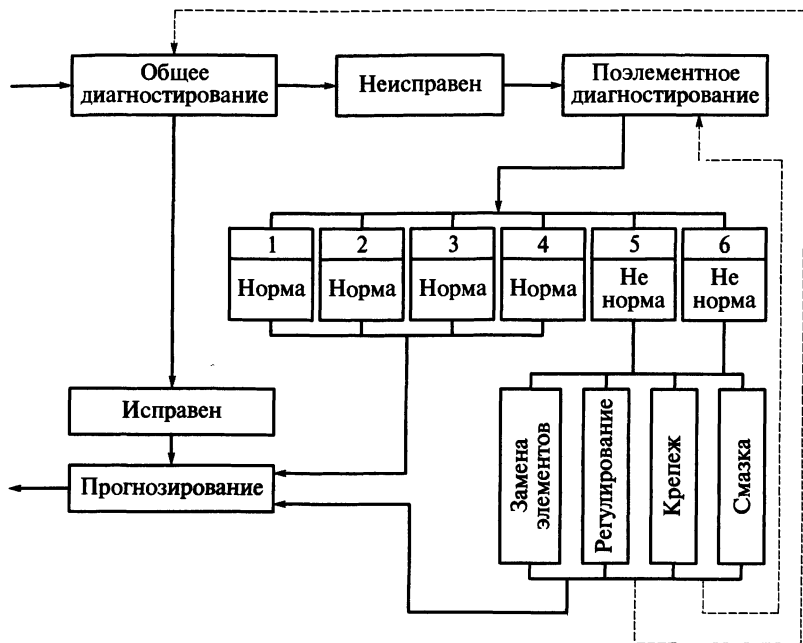 Общее
диагностирование
Неисправен
Поэлементное
диагностирование
1
2
3
4
5
6
Норма
Норма
Норма
Норма
Не
норма
Не
норма
Исправен
Прогнозирование
Замена
элементов
Регулирование
Крепеж
Смазка